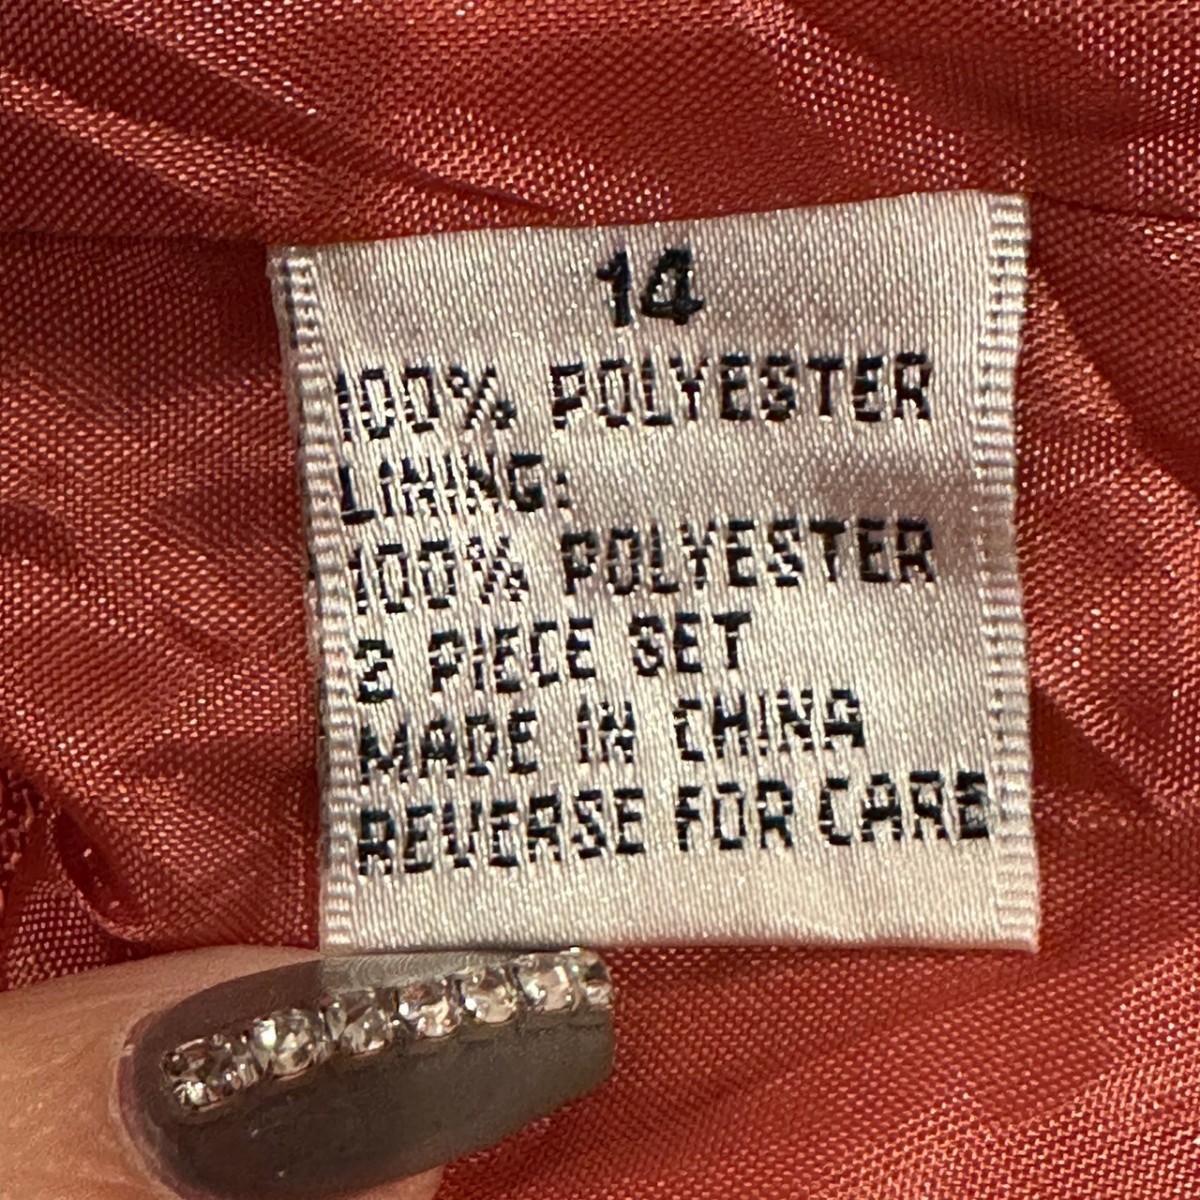 14
100% POLYESTER
LINING:
100% POLYESTER
2 PIECE SET
MADE IN CHINA
REVERSE FOR CARE